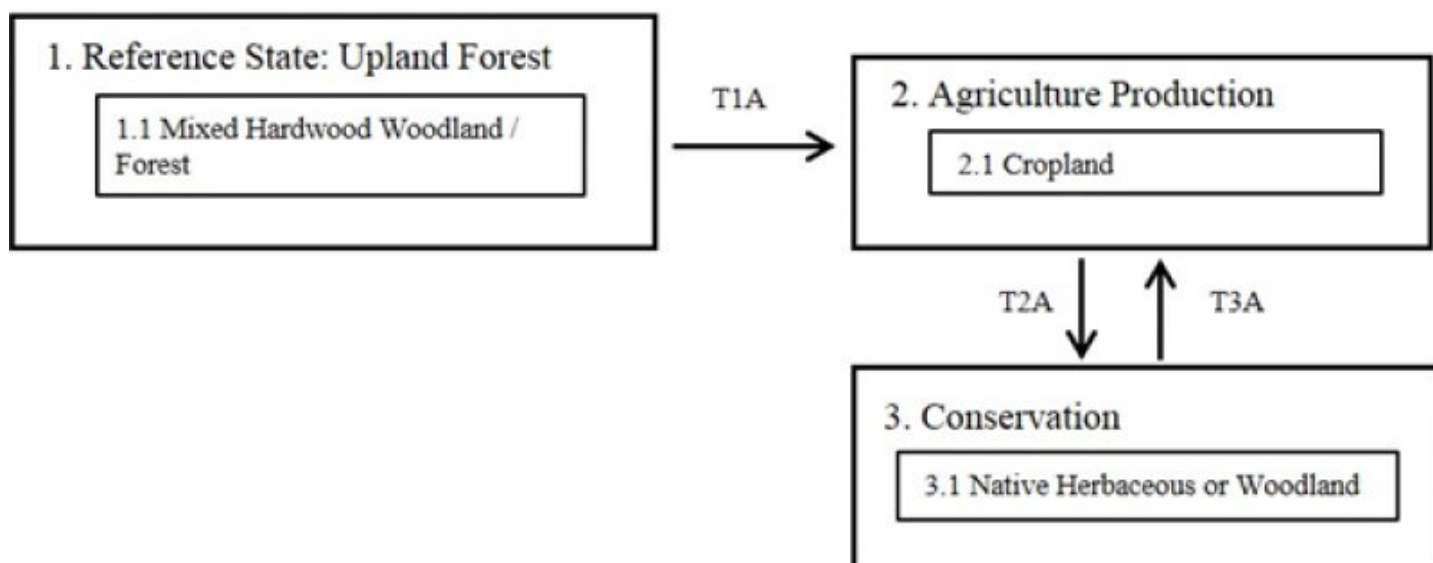 1. Reference State: Upland Forest
1.1 Mixed Hardwood Woodland /
Forest
T1A
2. Agriculture Production
2.1 Cropland
T2A
T3A
3. Conservation
3.1 Native Herbaceous or Woodland